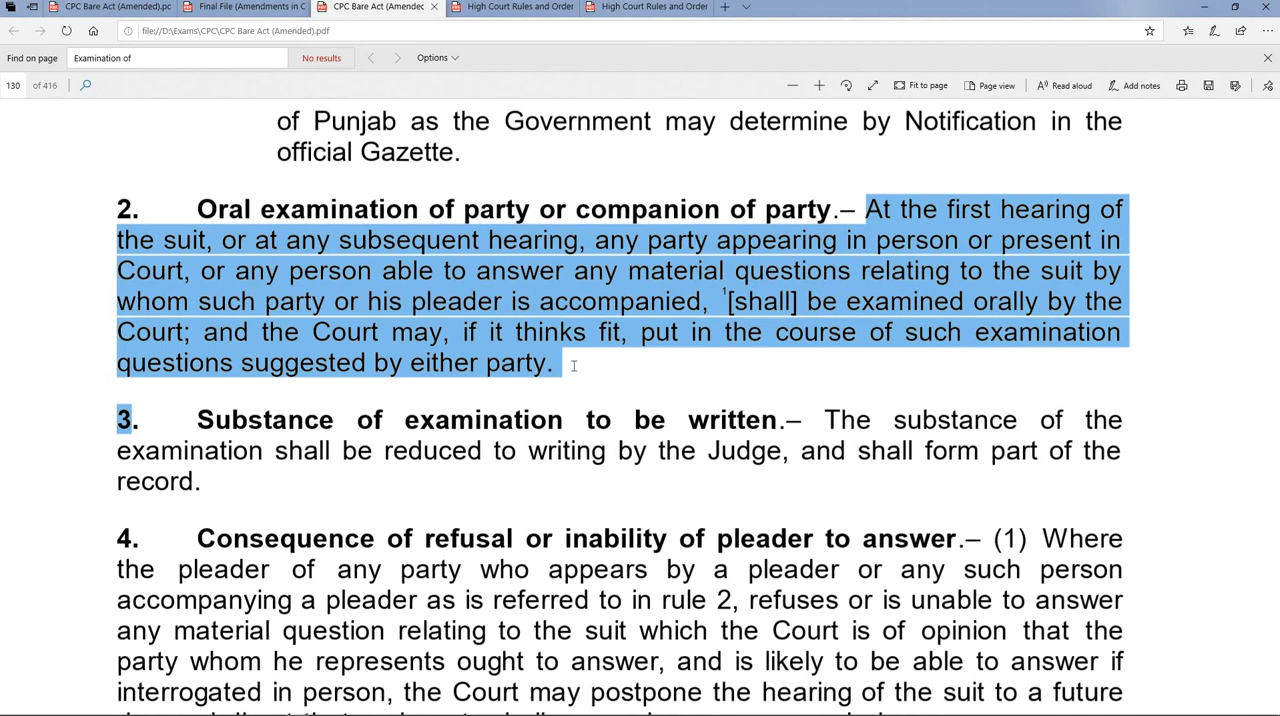 CPC Bare Act (Amended).pc
Final File (Amendments in C
CPC Bare Act (Amendec
High Court Rules and Order
High Court Rules and Order
file://D:\Exams\CPC\CPC Bare Act (Amended).pdf
Find on page
Examination of
No results
Options
130 of 416
Fit to page
Page view
Read aloud
Add notes
of Punjab as the Government may determine by Notification in the
official Gazette.
2. Oral examination of party or companion of party.– At the first hearing of
the suit, or at any subsequent hearing, any party appearing in person or present in
Court, or any person able to answer any material questions relating to the suit by
whom such party or his pleader is accompanied, 1[shall] be examined orally by the
Court; and the Court may, if it thinks fit, put in the course of such examination
questions suggested by either party.
3. Substance of examination to be written.– The substance of the
examination shall be reduced to writing by the Judge, and shall form part of the
record.
4. Consequence of refusal or inability of pleader to answer.– (1) Where
the pleader of any party who appears by a pleader or any such person
accompanying a pleader as is referred to in rule 2, refuses or is unable to answer
any material question relating to the suit which the Court is of opinion that the
party whom he represents ought to answer, and is likely to be able to answer if
interrogated in person, the Court may postpone the hearing of the suit to a future